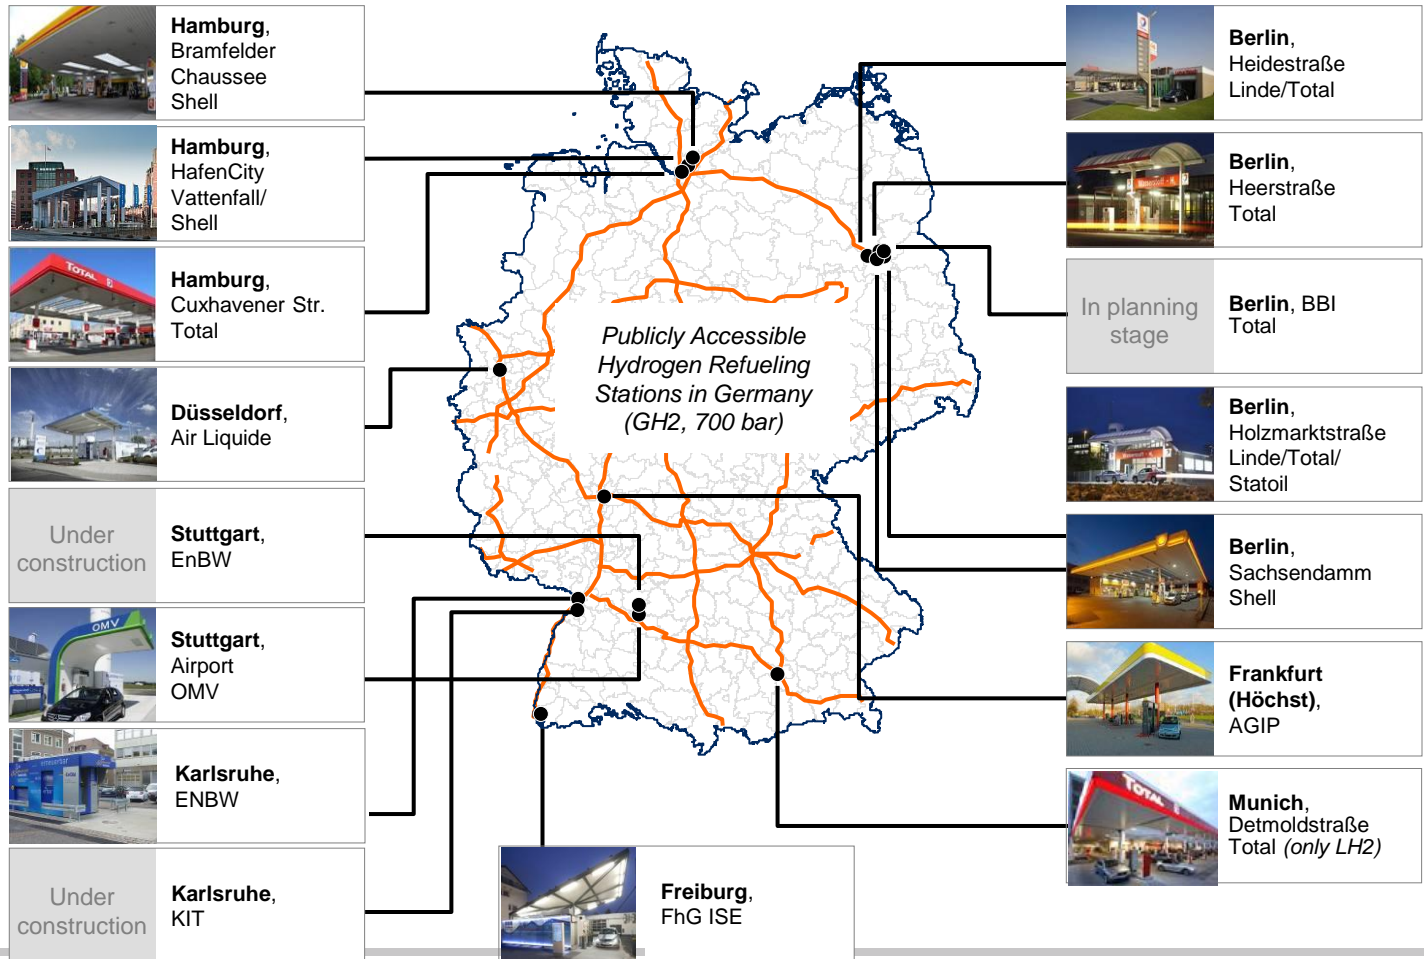 Hamburg,
Bramfelder
Chaussee
Shell
Hamburg,
HafenCity
Vattenfall/
Shell
TOTAL
Hamburg,
Cuxhavener Str.
Total
Düsseldorf,
Air Liquide
Under
construction
Stuttgart,
EnBW
OMV
Stuttgart,
Airport
OMV
Karlsruhe,
ENBW
Under
construction
Karlsruhe,
KIT
Publicly Accessible
Hydrogen Refueling
Stations in Germany
(GH2, 700 bar)
Freiburg,
FhG ISE
Berlin,
Heidestraße
Linde/Total
Berlin,
Heerstraße
Total
In planning
stage
Berlin, BBI
Total
Berlin,
Holzmarktstraße
Linde/Total/
Statoil
Berlin,
Sachsendamm
Shell
Frankfurt
(Höchst),
AGIP
TOTAL
Munich,
Detmoldstraße
Total (only LH2)